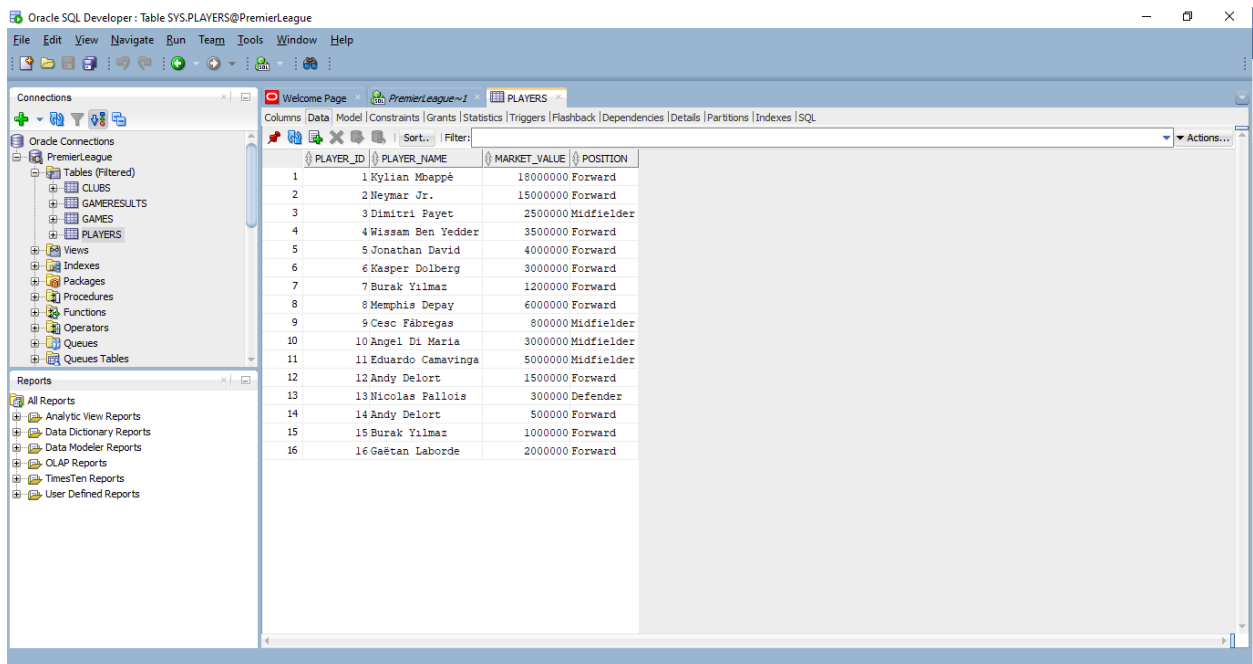 Oracle SQL Developer : Table SYS.PLAYERS@PremierLeague
File Edit View Navigate Run Team Tools Window Help
Connections
Oracle Connections
PremierLeague
Tables (Filtered)
CLUBS
GAMERESULTS
GAMES
PLAYERS
Views
Indexes
Packages
Procedures
Functions
Operators
Queues
Queues Tables
Reports
All Reports
Analytic View Reports
Data Dictionary Reports
Data Modeler Reports
OLAP Reports
TimesTen Reports
User Defined Reports
Welcome Page PremierLeague~1 PLAYERS
Columns Data Model Constraints Grants Statistics Triggers Flashback Dependencies Details Partitions Indexes SQL
Sort.. Filter: Actions...
PLAYER_ID PLAYER_NAME MARKET_VALUE POSITION
1 1 Kylian Mbappé 18000000 Forward
2 2 Neymar Jr. 15000000 Forward
3 3 Dimitri Payet 2500000 Midfielder
4 4 Wissam Ben Yedder 3500000 Forward
5 5 Jonathan David 4000000 Forward
6 6 Kasper Dolberg 3000000 Forward
7 7 Burak Yılmaz 1200000 Forward
8 8 Memphis Depay 6000000 Forward
9 9 Cesc Fàbregas 800000 Midfielder
10 10 Angel Di Maria 3000000 Midfielder
11 11 Eduardo Camavinga 5000000 Midfielder
12 12 Andy Delort 1500000 Forward
13 13 Nicolas Pallois 300000 Defender
14 14 Andy Delort 500000 Forward
15 15 Burak Yılmaz 1000000 Forward
16 16 Gaëtan Laborde 2000000 Forward